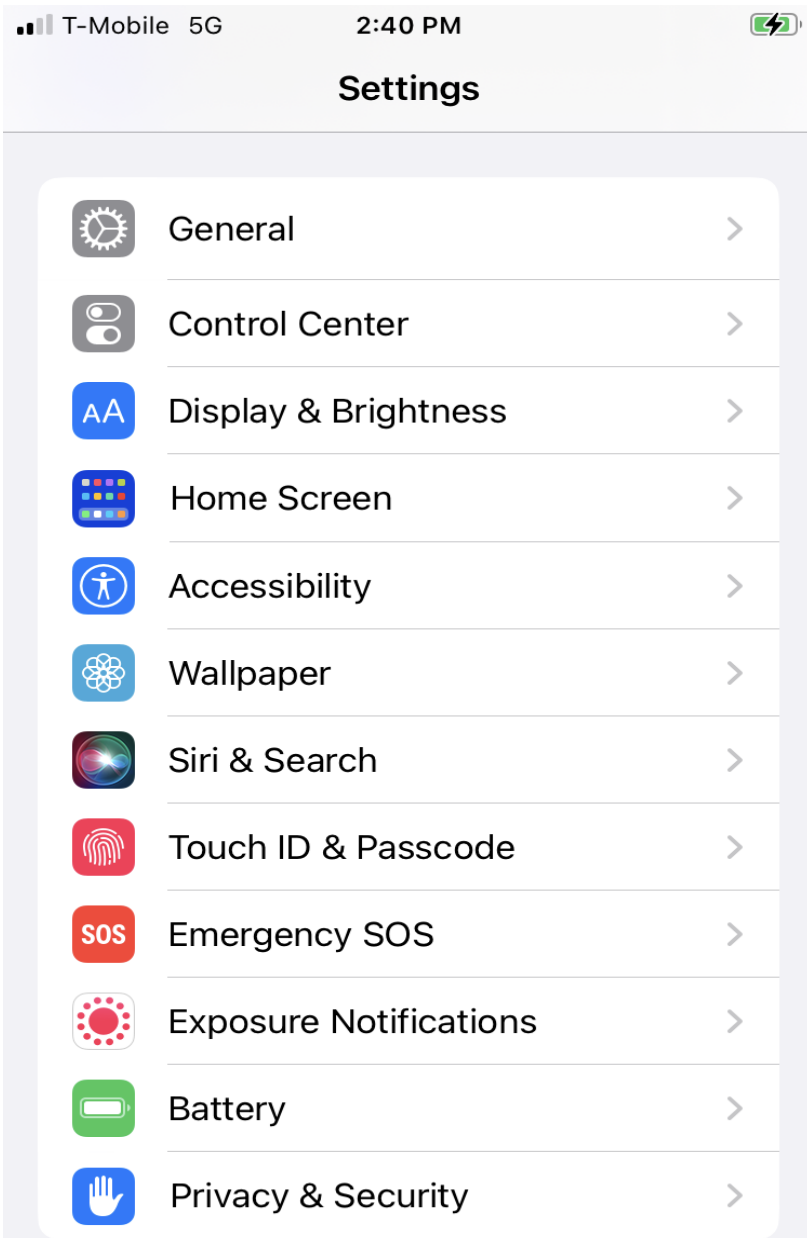 T-Mobile 5G 2:40 PM
Settings
General
Control Center
AA Display & Brightness
Home Screen
Accessibility
Wallpaper
Siri & Search
Touch ID & Passcode
SOS Emergency SOS
Exposure Notifications
Battery
Privacy & Security